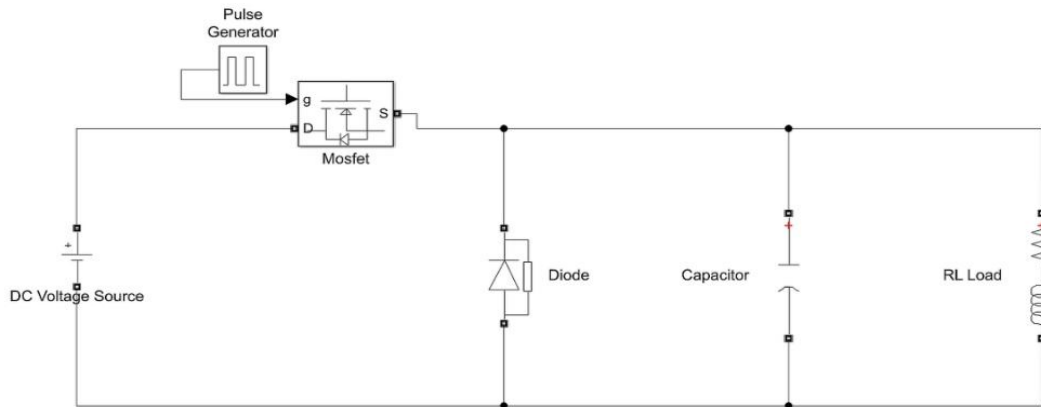 Pulse
Generator
g
D
S
Mosfet
+
DC Voltage Source
Diode
+
Capacitor
+
RL Load